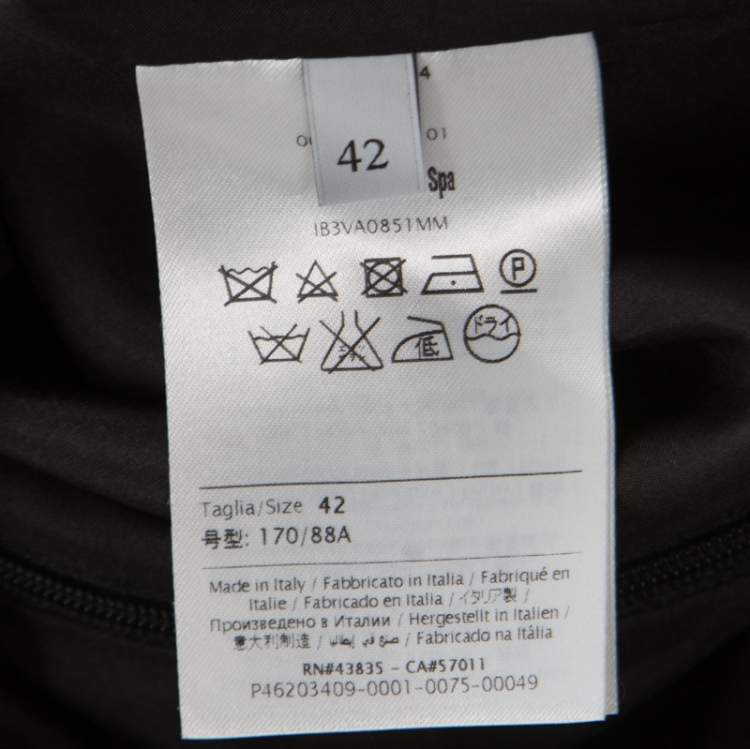 4
42
01
Spa
IB3VA0851MM
P
低
ドライ
Taglia/Size 42
号型: 170/88A
Made in Italy / Fabbricato in Italia / Fabriqué en
Italie / Fabricado en Italia / イタリア製 /
Произведено в Италии / Hergestellt in Italien /
意大利制造 / صنع في إيطاليا / Fabricado na Itália
RN#43835 - CA#57011
P46203409-0001-0075-00049